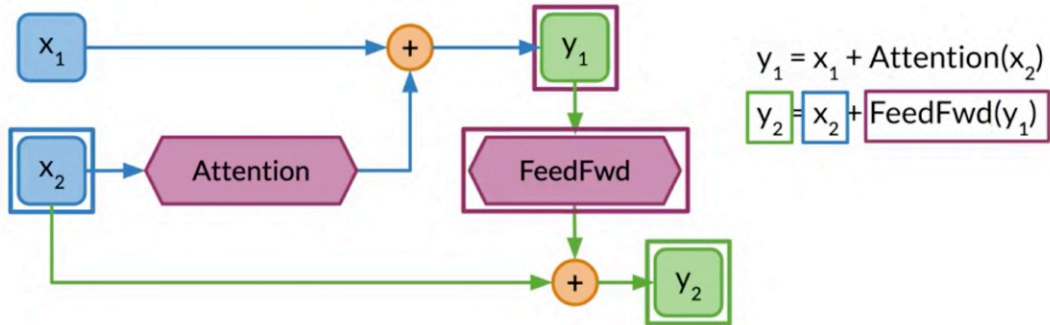 x₁
+
y₁
y₁ = x₁ + Attention(x₂)
y₂ = x₂ + FeedFwd(y₁)
x₂
Attention
FeedFwd
+
y₂